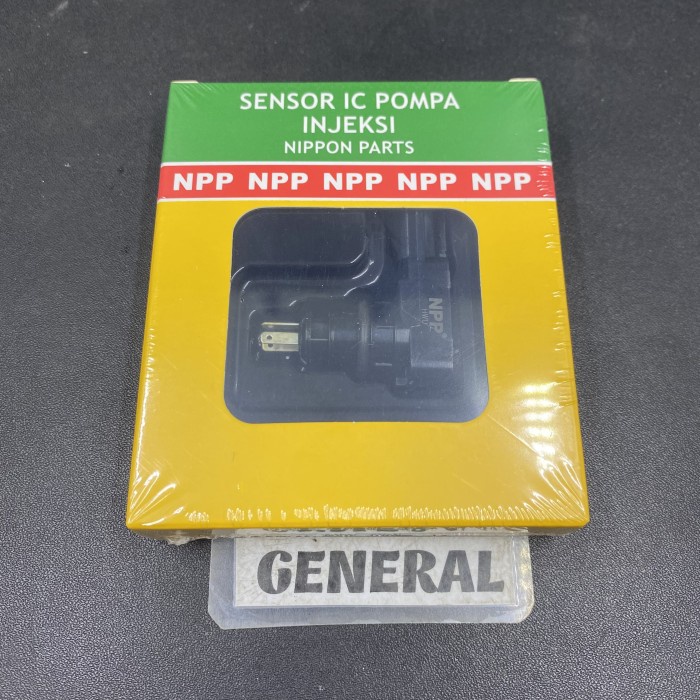 SENSOR IC POMPA
INJEKSI
NIPPON PARTS
NPP NPP NPP NPP NPP
NPP
GENERAL